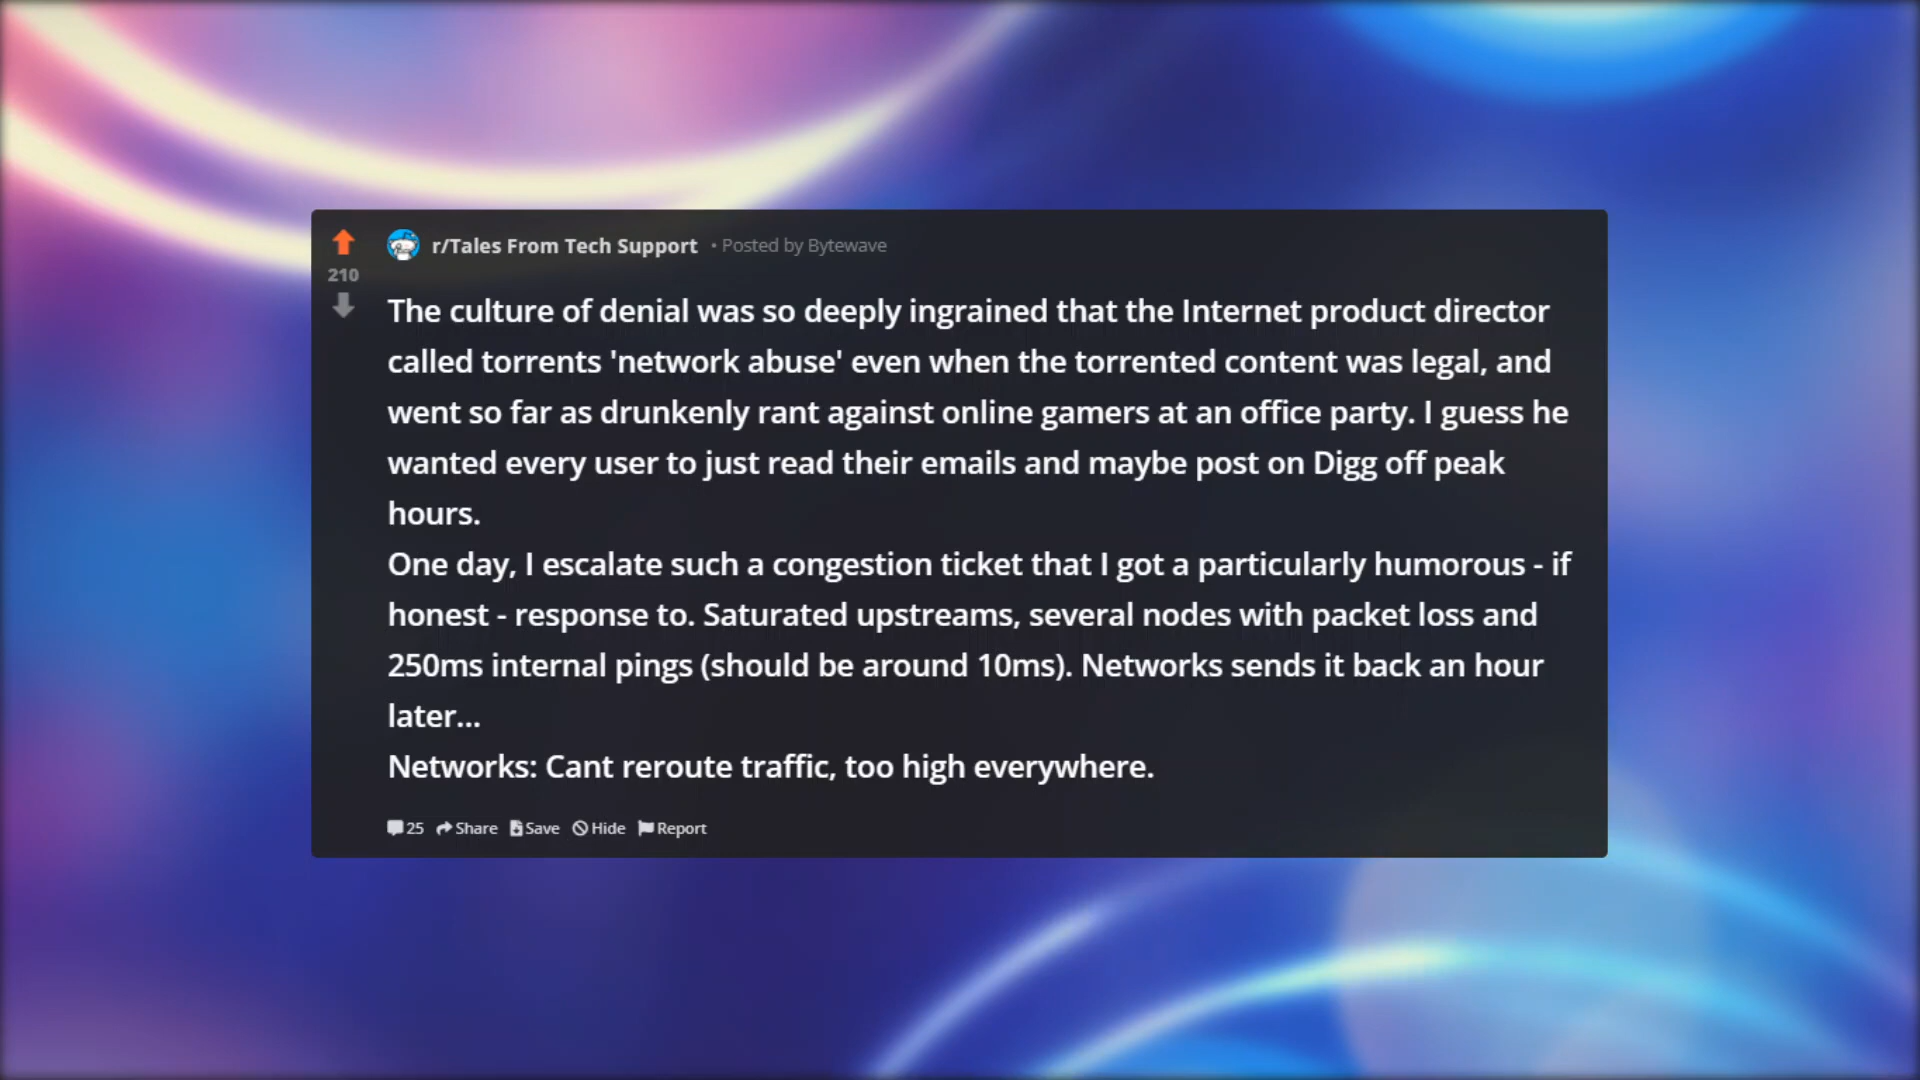 r/Tales From Tech Support • Posted by Bytewave
210
The culture of denial was so deeply ingrained that the Internet product director
called torrents 'network abuse' even when the torrented content was legal, and
went so far as drunkenly rant against online gamers at an office party. I guess he
wanted every user to just read their emails and maybe post on Digg off peak
hours.
One day, I escalate such a congestion ticket that I got a particularly humorous - if
honest - response to. Saturated upstreams, several nodes with packet loss and
250ms internal pings (should be around 10ms). Networks sends it back an hour
later...
Networks: Cant reroute traffic, too high everywhere.
25 Share Save Hide Report